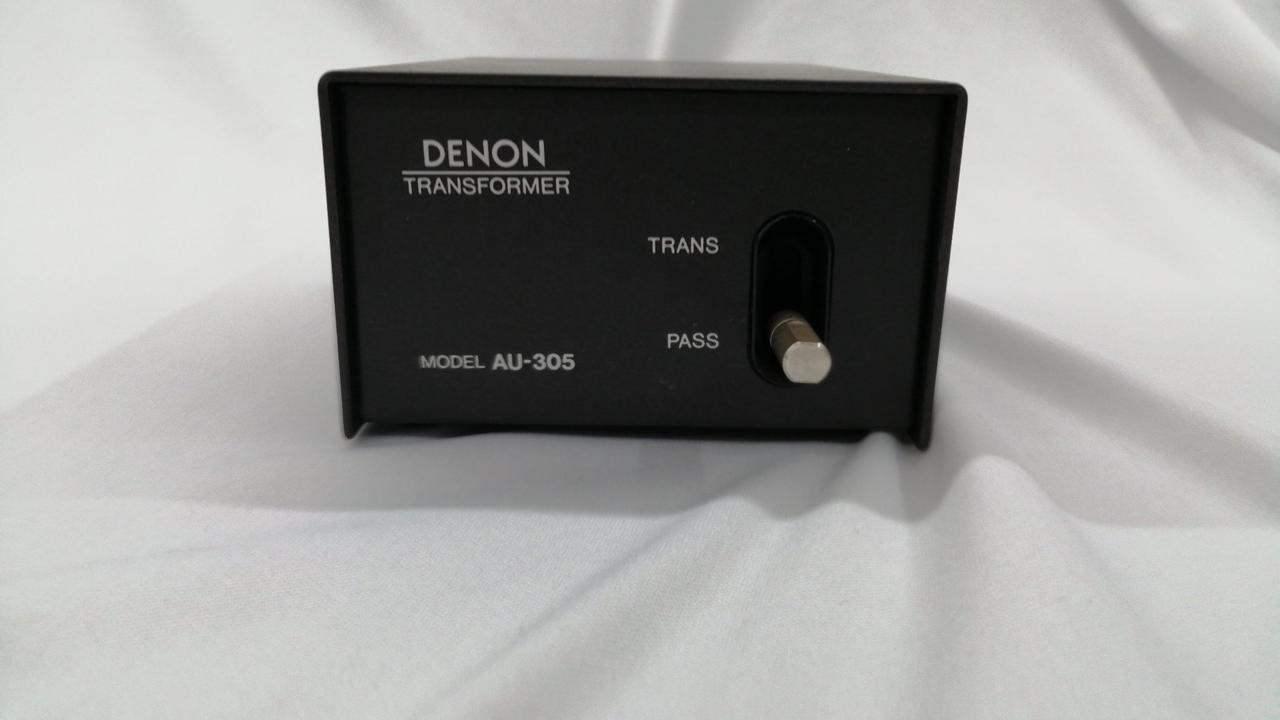 DENON
TRANSFORMER
TRANS
PASS
MODEL AU-305